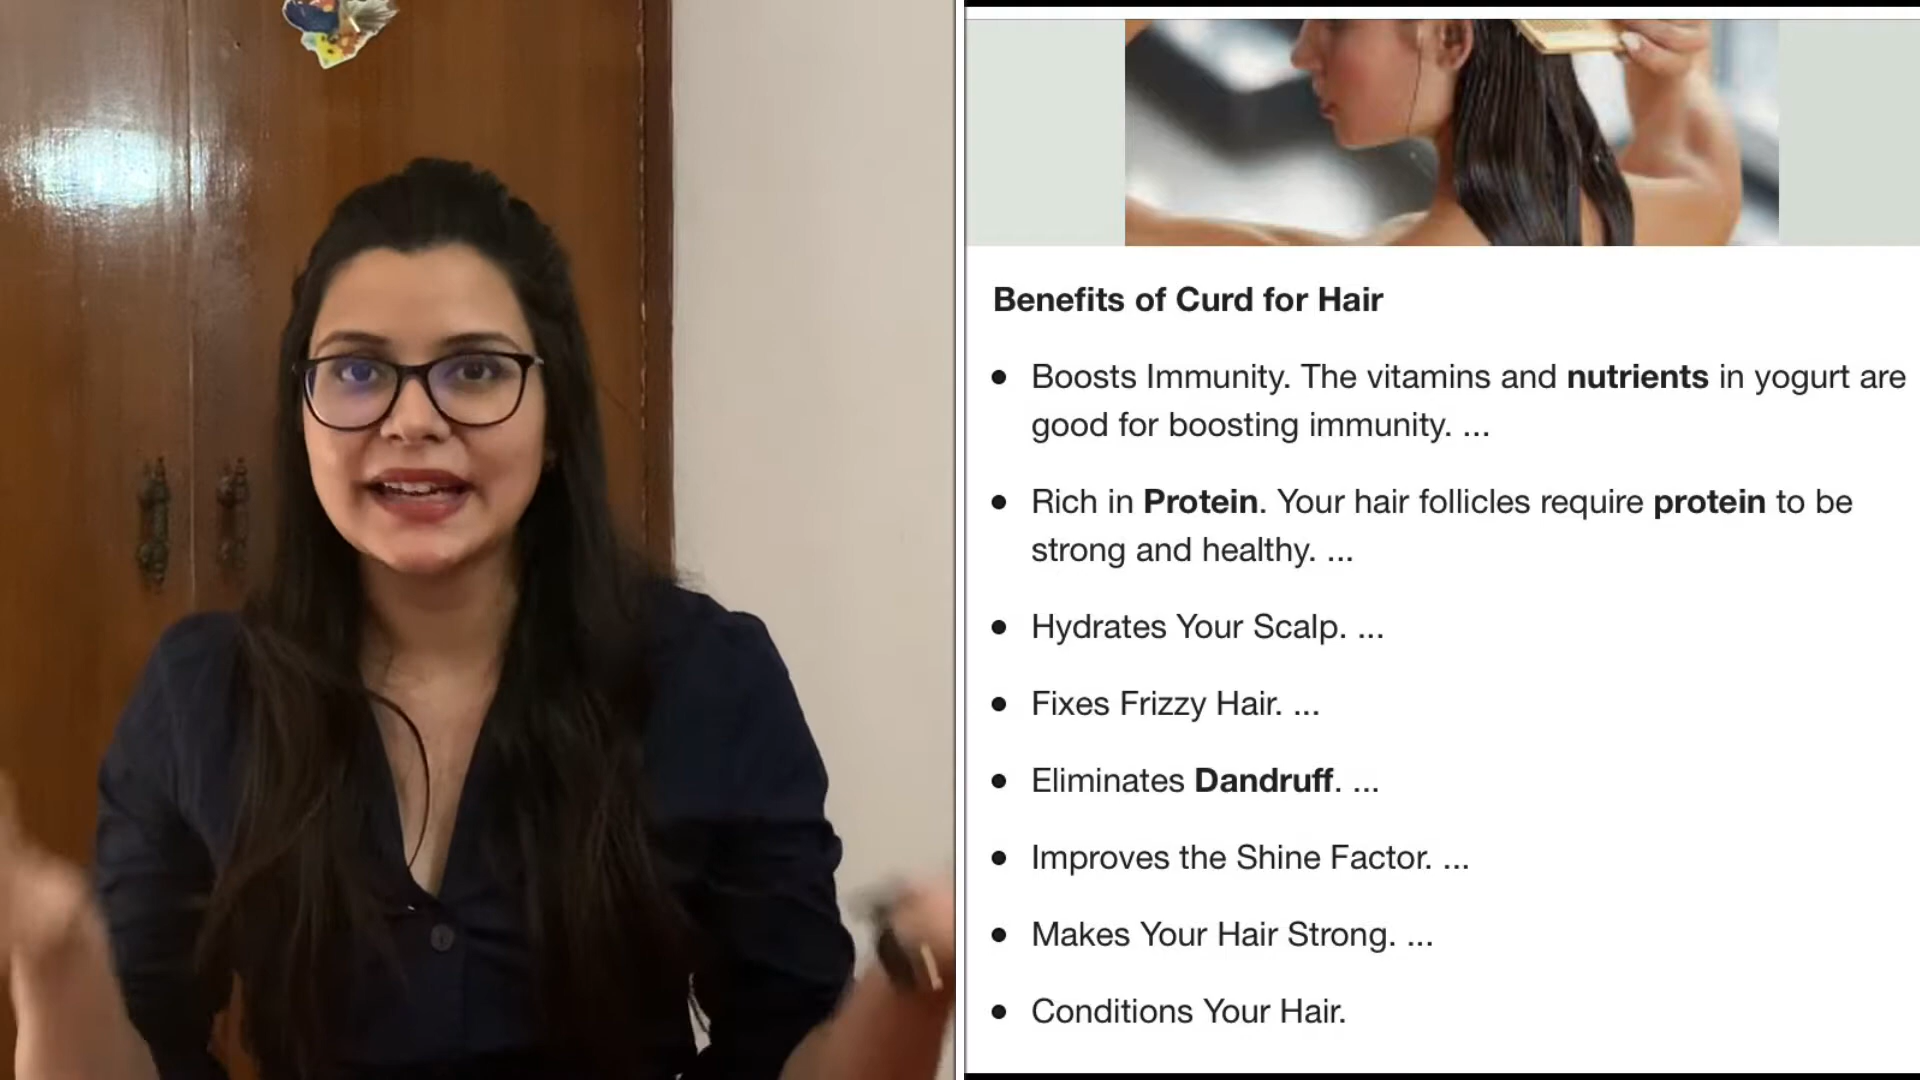 Benefits of Curd for Hair
Boosts Immunity. The vitamins and nutrients in yogurt are
good for boosting immunity. ...
Rich in Protein. Your hair follicles require protein to be
strong and healthy. ...
Hydrates Your Scalp. ...
Fixes Frizzy Hair. ...
Eliminates Dandruff. ...
Improves the Shine Factor. ...
Makes Your Hair Strong. ...
Conditions Your Hair.